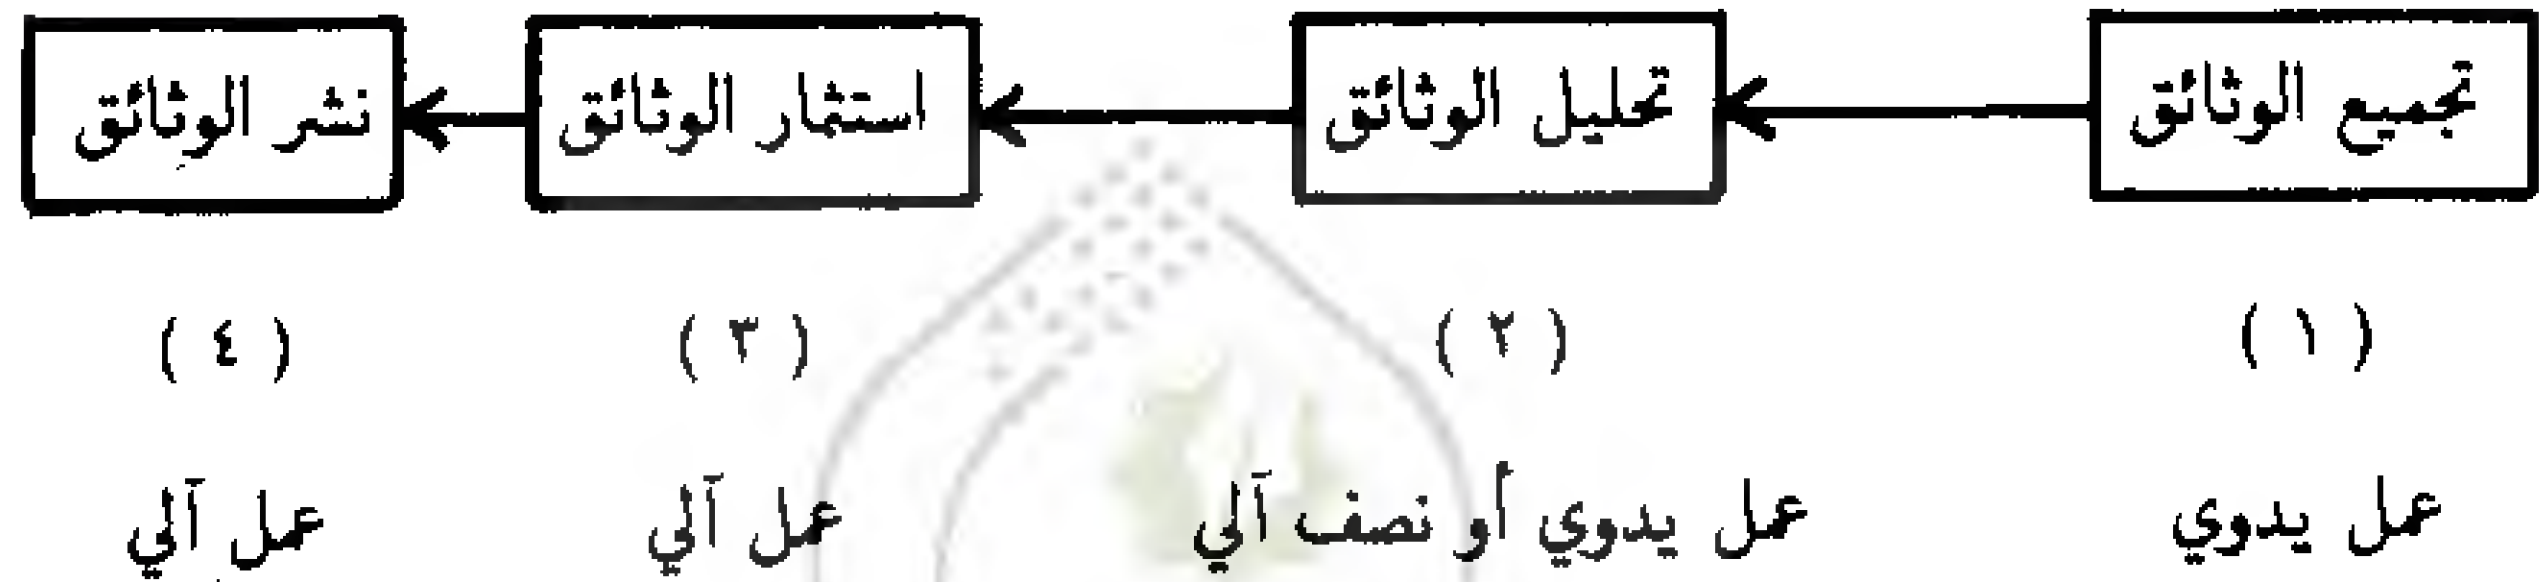 تجميع الوثائق تحليل الوثائق استثمار الوثائق نشر الوثائق
( ١ ) ( ٢ ) ( ٣ ) ( ٤ )
عمل يدوي عمل يدوي أو نصف آلي عمل آلي عمل آلي